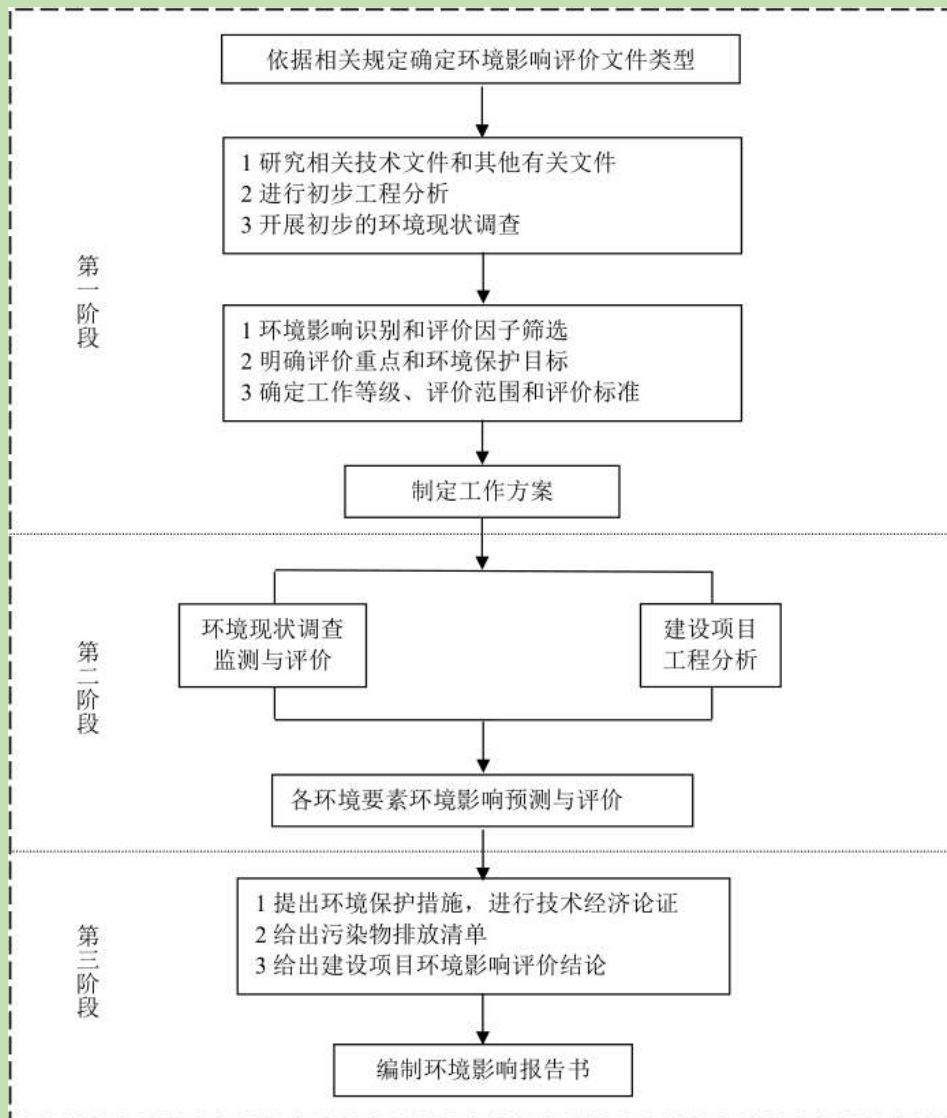 依据相关规定确定环境影响评价文件类型
1 研究相关技术文件和其他有关文件
2 进行初步工程分析
3 开展初步的环境现状调查
第一阶段
1 环境影响识别和评价因子筛选
2 明确评价重点和环境保护目标
3 确定工作等级、评价范围和评价标准
制定工作方案
第二阶段
环境现状调查
监测与评价
建设项目
工程分析
各环境要素环境影响预测与评价
第三阶段
1 提出环境保护措施，进行技术经济论证
2 给出污染物排放清单
3 给出建设项目环境影响评价结论
编制环境影响报告书